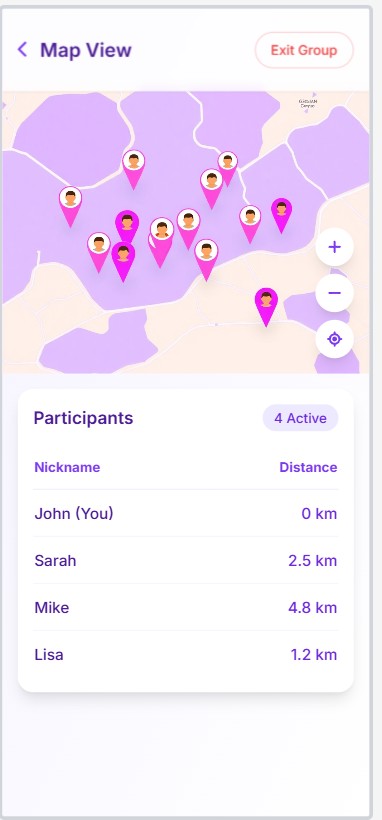 Map View
Exit Group
Participants
4 Active
Nickname
Distance
John (You)
0 km
Sarah
2.5 km
Mike
4.8 km
Lisa
1.2 km